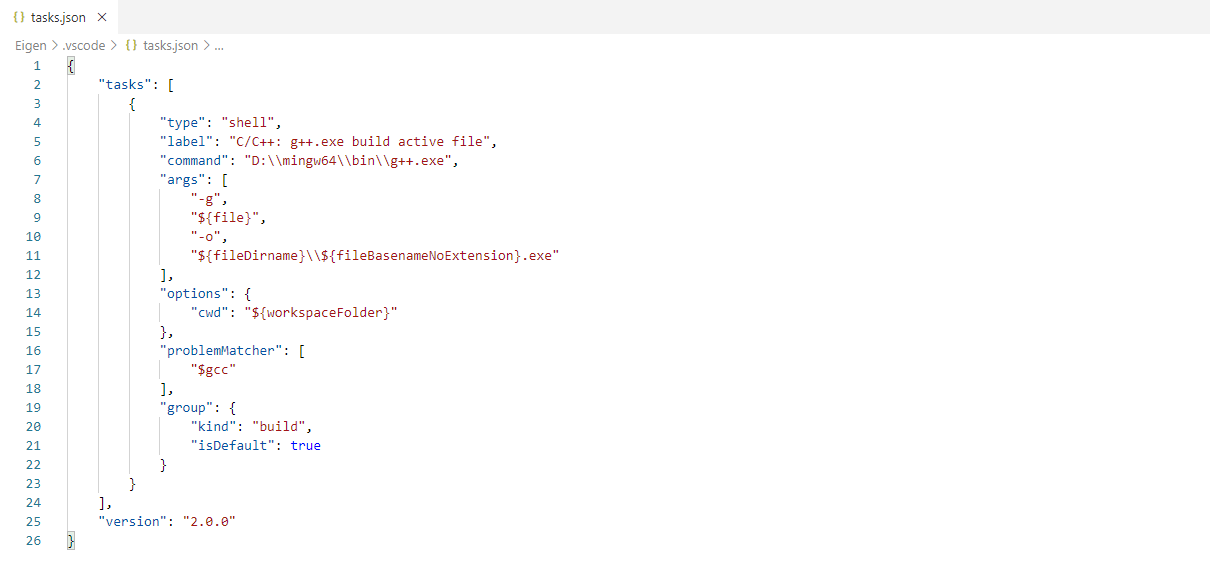 {} tasks.json ×
Eigen > .vscode > {} tasks.json > ...
1 {
2     "tasks": [
3         {
4             "type": "shell",
5             "label": "C/C++: g++.exe build active file",
6             "command": "D:\\mingw64\\bin\\g++.exe",
7             "args": [
8                 "-g",
9                 "${file}",
10                 "-o",
11                 "${fileDirname}\\${fileBasenameNoExtension}.exe"
12             ],
13             "options": {
14                 "cwd": "${workspaceFolder}"
15             },
16             "problemMatcher": [
17                 "$gcc"
18             ],
19             "group": {
20                 "kind": "build",
21                 "isDefault": true
22             }
23         }
24     ],
25     "version": "2.0.0"
26 }